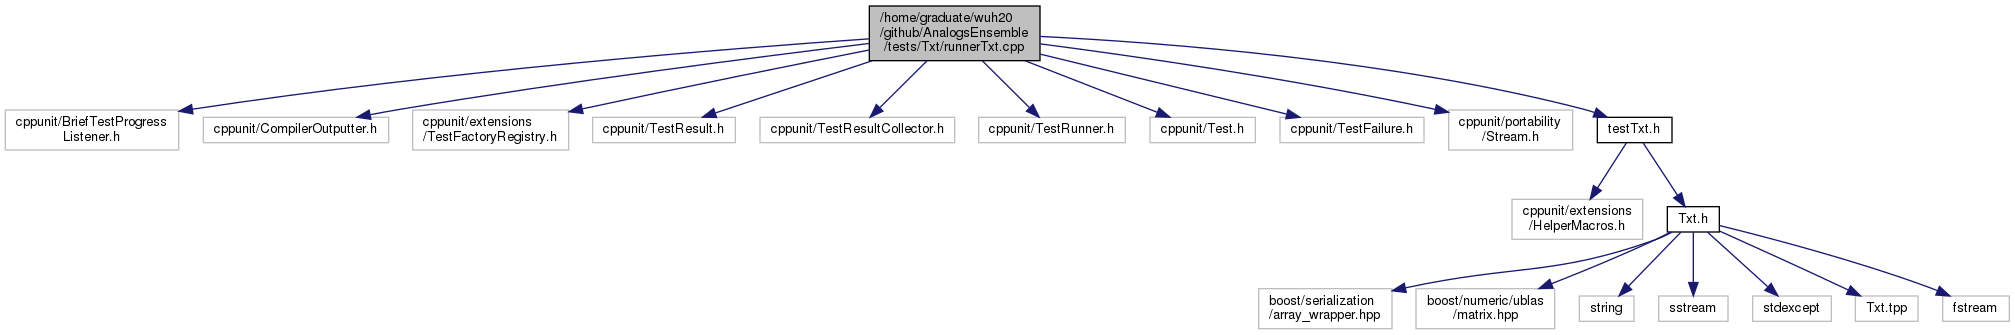 /home/graduate/wuh20
/github/AnalogsEnsemble
/tests/Txt/runnerTxt.cpp
cppunit/BriefTestProgress
Listener.h
cppunit/CompilerOutputter.h
cppunit/extensions
/TestFactoryRegistry.h
cppunit/TestResult.h
cppunit/TestResultCollector.h
cppunit/TestRunner.h
cppunit/Test.h
cppunit/TestFailure.h
cppunit/portability
/Stream.h
testTxt.h
cppunit/extensions
/HelperMacros.h
Txt.h
boost/serialization
/array_wrapper.hpp
boost/numeric/ublas
/matrix.hpp
string
sstream
stdexcept
Txt.tpp
fstream